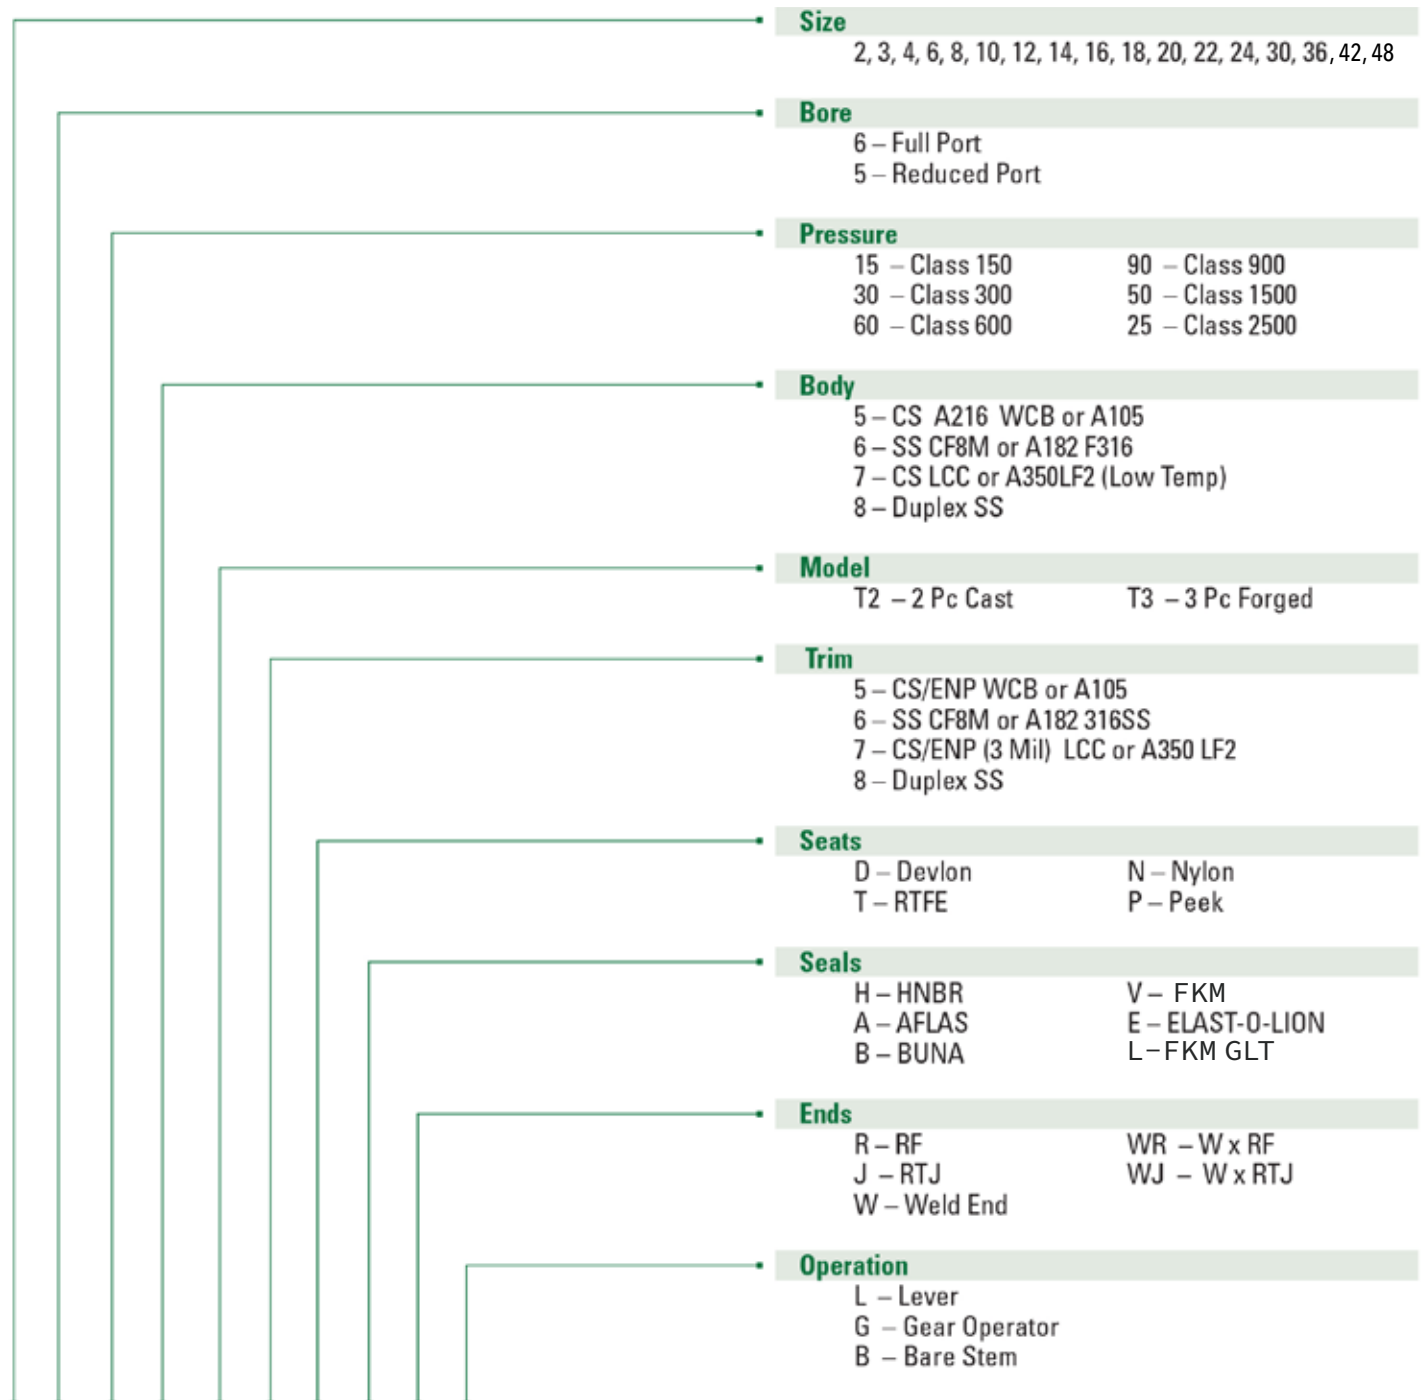 Size
2, 3, 4, 6, 8, 10, 12, 14, 16, 18, 20, 22, 24, 30, 36, 42, 48
Bore
6 – Full Port
5 – Reduced Port
Pressure
15 – Class 150 90 – Class 900
30 – Class 300 50 – Class 1500
60 – Class 600 25 – Class 2500
Body
5 – CS A216 WCB or A105
6 – SS CF8M or A182 F316
7 – CS LCC or A350LF2 (Low Temp)
8 – Duplex SS
Model
T2 – 2 Pc Cast T3 – 3 Pc Forged
Trim
5 – CS/ENP WCB or A105
6 – SS CF8M or A182 316SS
7 – CS/ENP (3 Mil) LCC or A350 LF2
8 – Duplex SS
Seats
D – Devlon N – Nylon
T – RTFE P – Peek
Seals
H – HNBR V – FKM
A – AFLAS E – ELAST-O-LION
B – BUNA L – FKM GLT
Ends
R – RF WR – W x RF
J – RTJ WJ – W x RTJ
W – Weld End
Operation
L – Lever
G – Gear Operator
B – Bare Stem